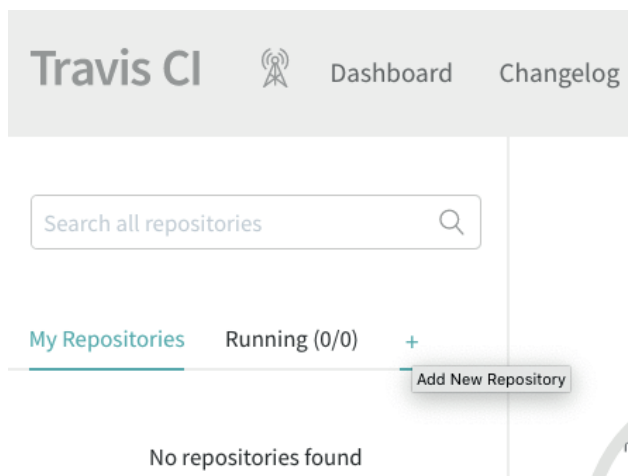 Travis CI Dashboard Changelog
Search all repositories
My Repositories Running (0/0) +
Add New Repository
No repositories found